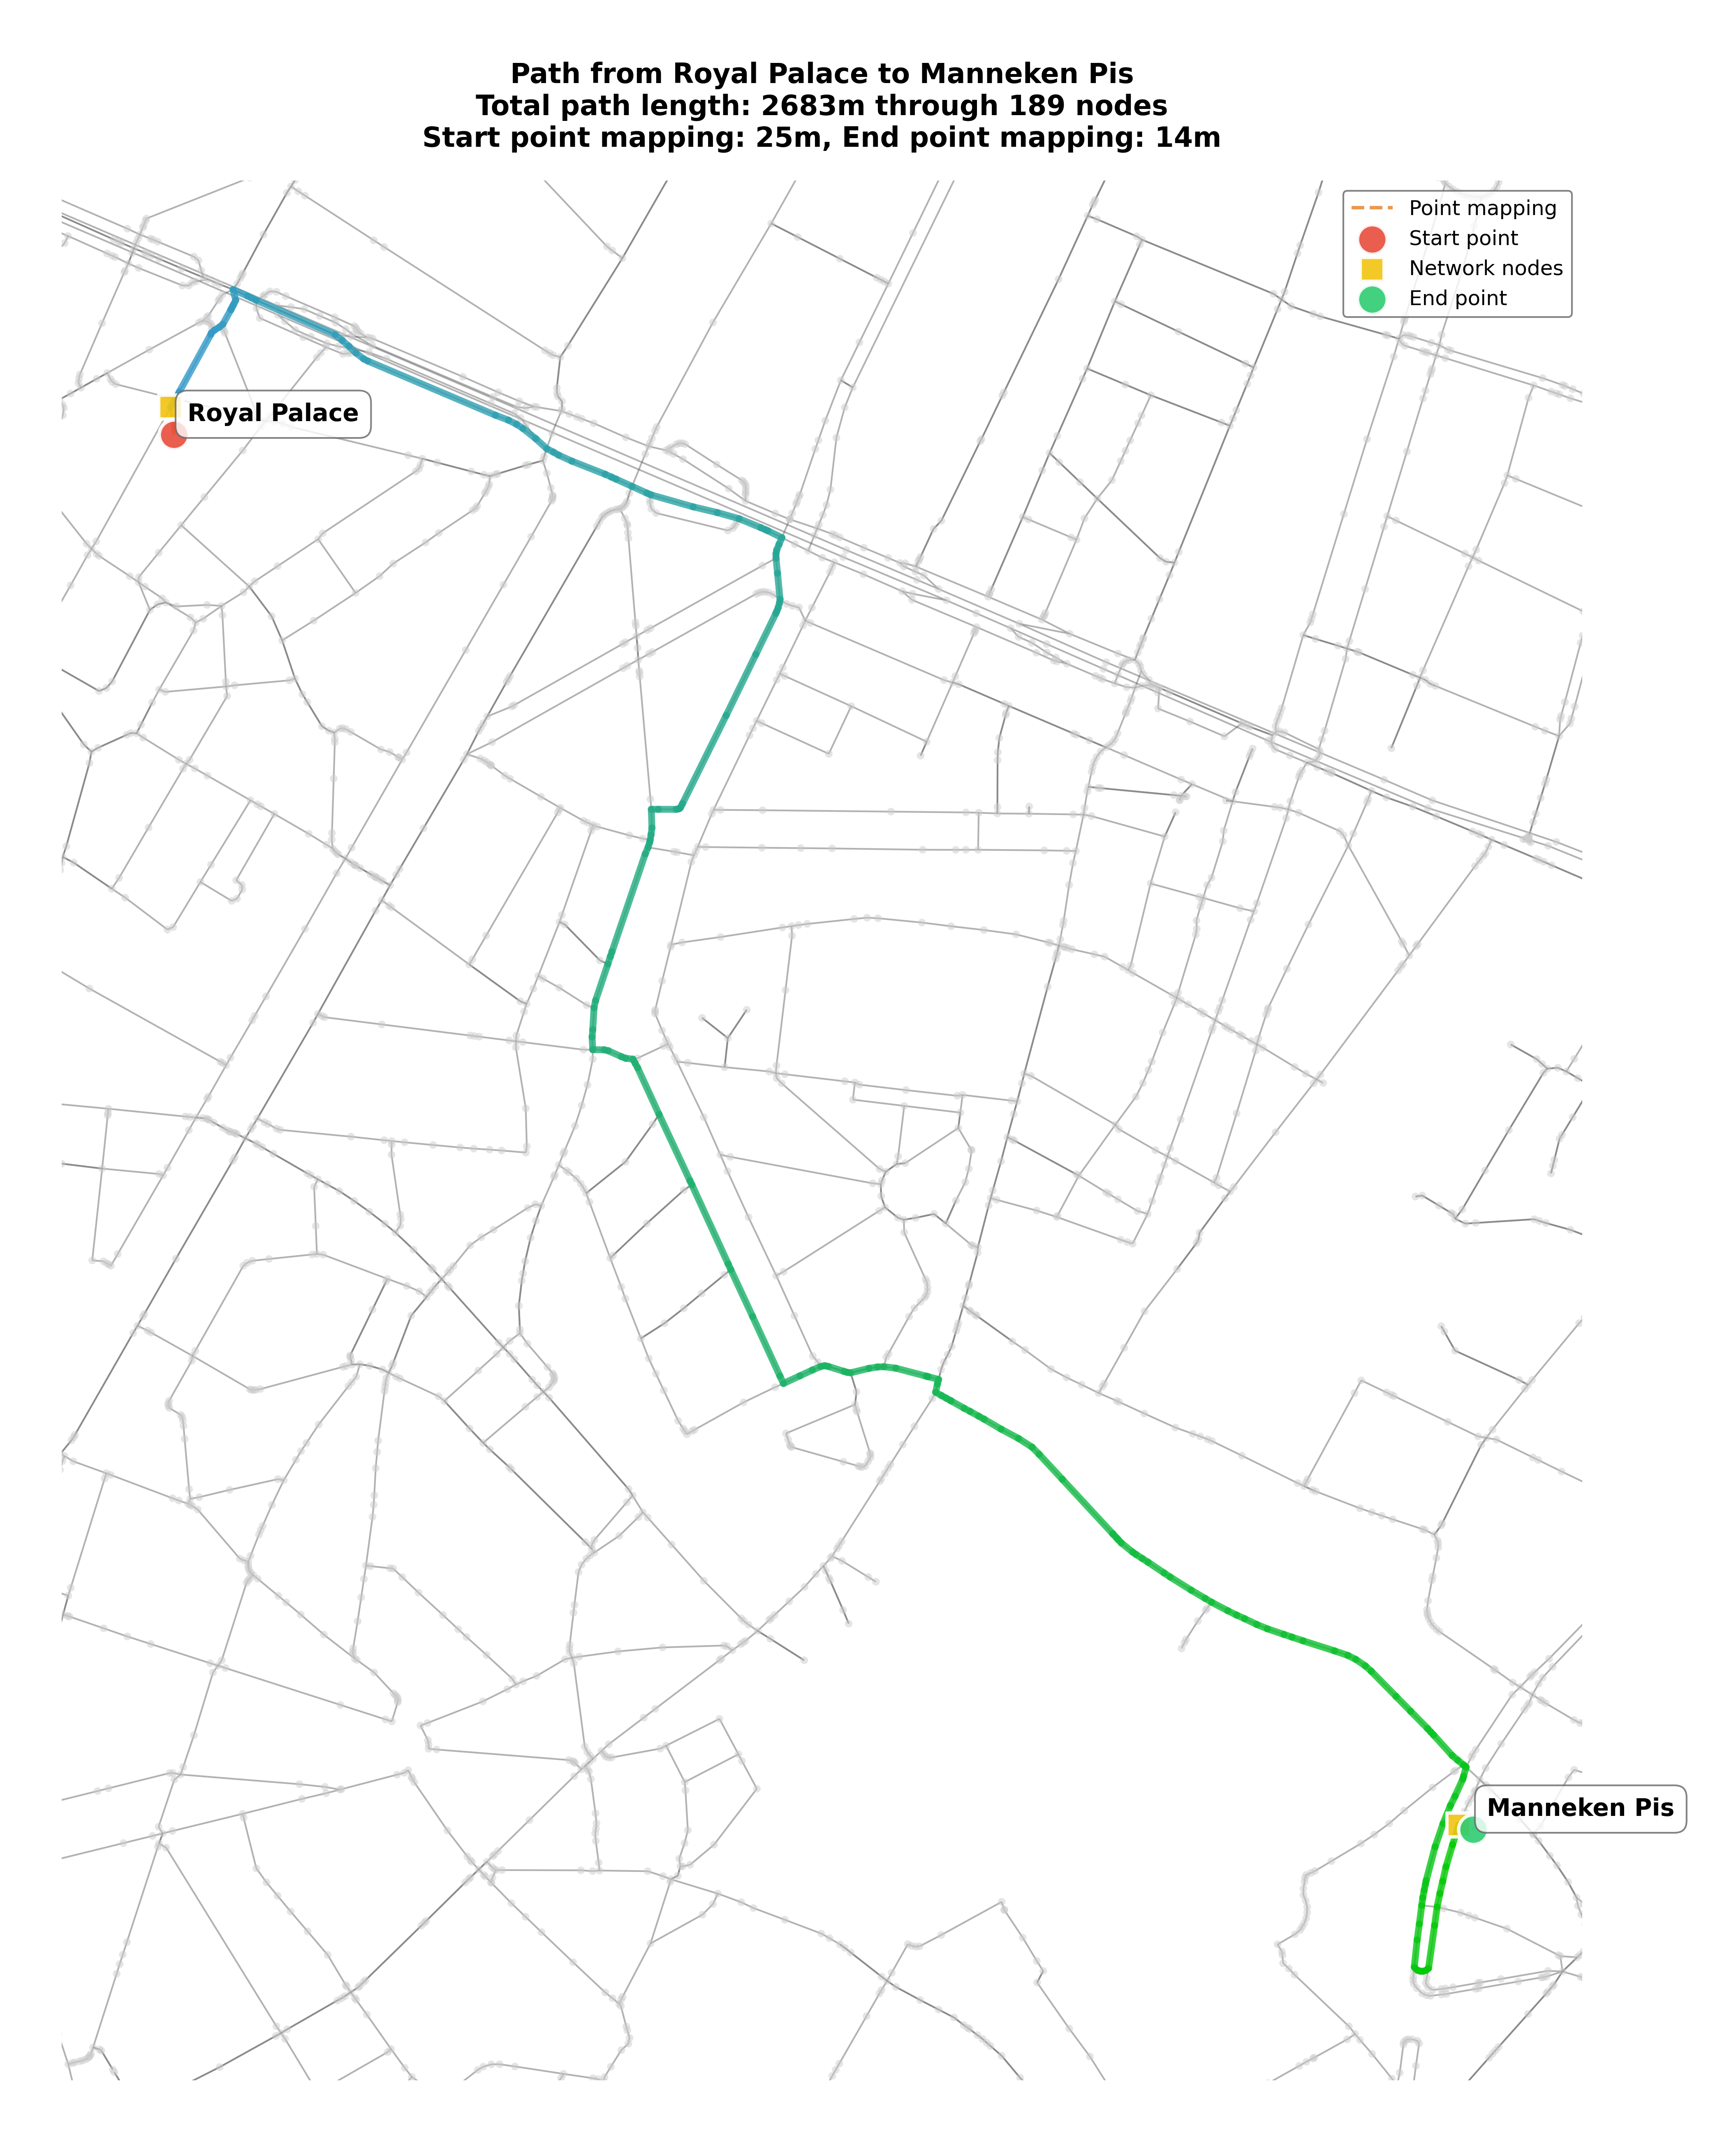 Path from Royal Palace to Manneken Pis
Total path length: 2683m through 189 nodes
Start point mapping: 25m, End point mapping: 14m
Point mapping
Start point
Network nodes
End point
Royal Palace
Manneken Pis